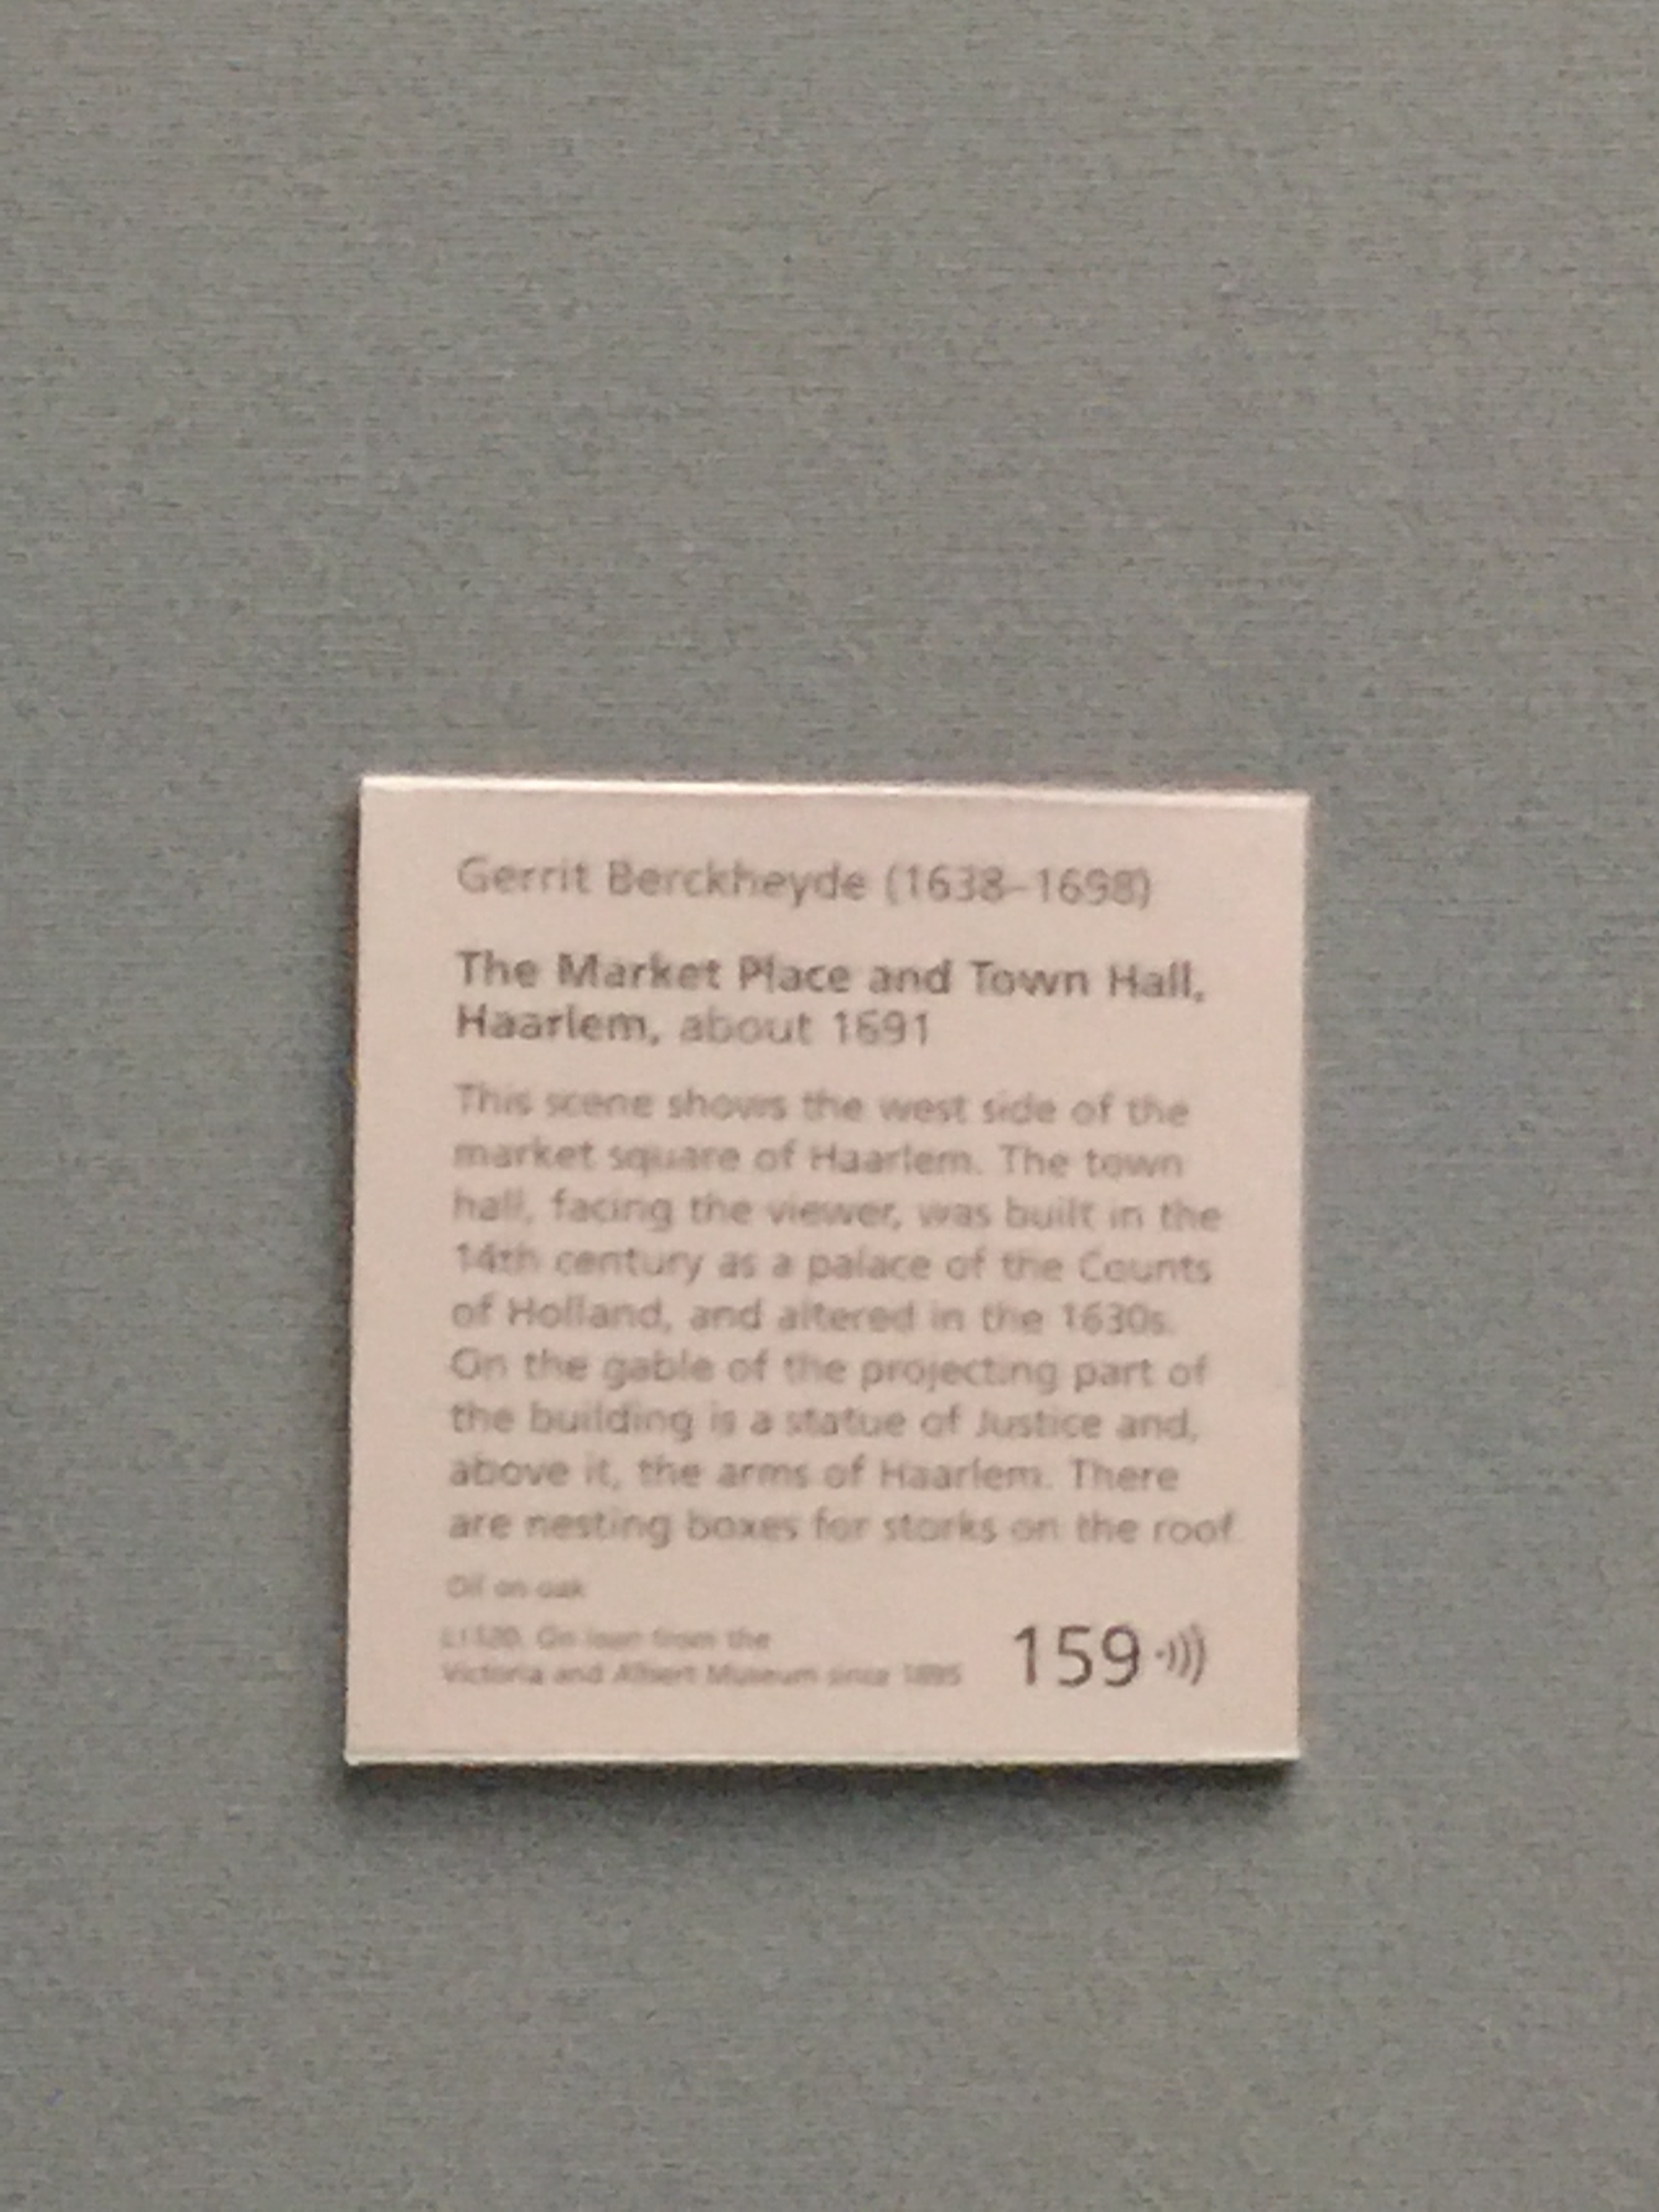 Gerrit Berckheyde (1638–1698)
The Market Place and Town Hall,
Haarlem, about 1691
This scene shows the west side of the
market square of Haarlem. The town
hall, facing the viewer, was built in the
14th century as a palace of the Counts
of Holland, and altered in the 1630s.
On the gable of the projecting part of
the building is a statue of Justice and,
above it, the arms of Haarlem. There
are nesting boxes for storks on the roof.
Oil on oak
On loan from the
Victoria and Albert Museum since
159